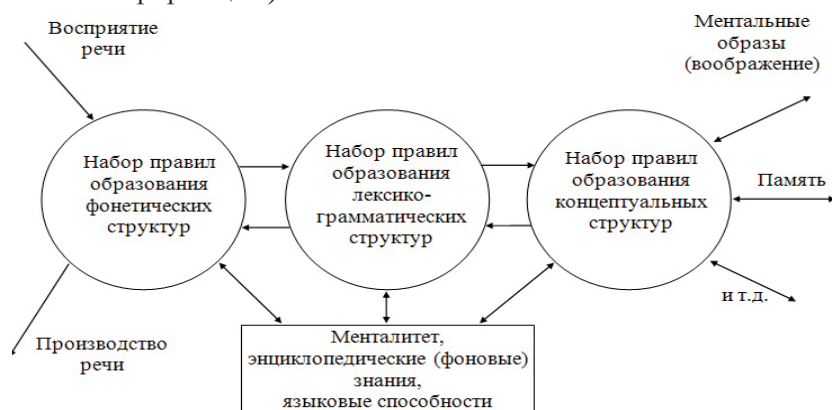 Восприятие
речи
Ментальные
образы
(воображение)
Набор правил
образования
фонетических
структур
Набор правил
образования
лексико-
грамматических
структур
Набор правил
образования
концептуальных
структур
Память
и т.д.
Производство
речи
Менталитет,
энциклопедические (фоновые)
знания,
языковые способности